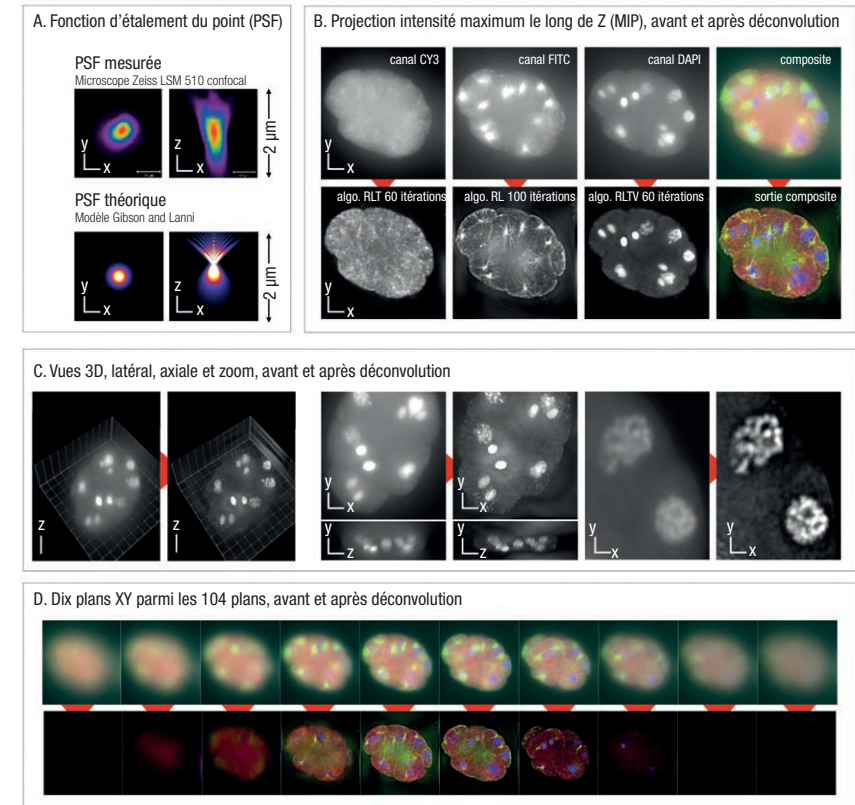 A. Fonction d'étalement du point (PSF)
PSF mesurée
Microscope Zeiss LSM 510 confocal
y
x
z
x
2 µm
PSF théorique
Modèle Gibson and Lanni
y
x
z
x
2 µm
B. Projection intensité maximum le long de Z (MIP), avant et après déconvolution
canal CY3
canal FITC
canal DAPI
composite
y
x
algo. RLT 60 itérations
algo. RL 100 itérations
algo. RLTV 60 itérations
sortie composite
y
x
C. Vues 3D, latéral, axiale et zoom, avant et après déconvolution
z
z
y
x
y
x
y
z
y
z
y
x
y
x
D. Dix plans XY parmi les 104 plans, avant et après déconvolution